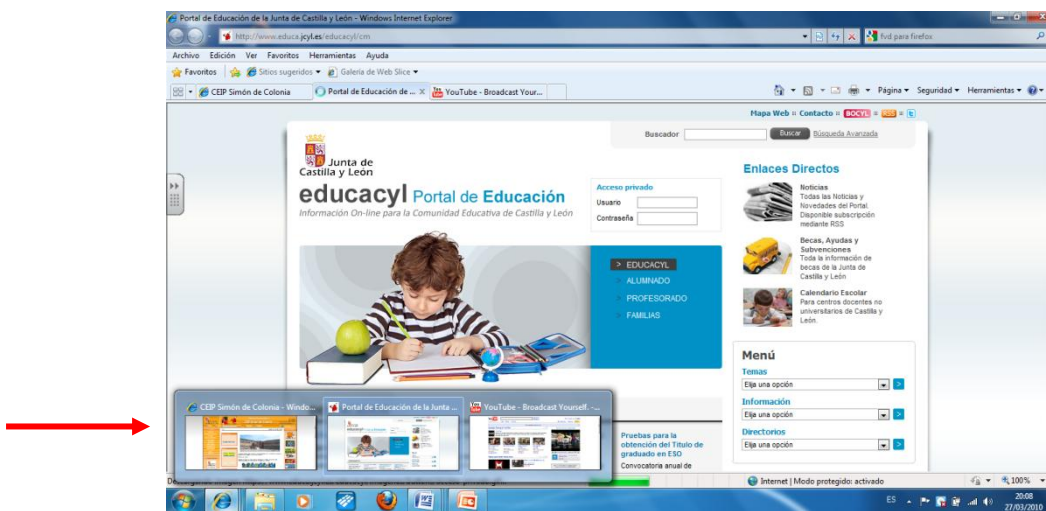 Portal de Educación de la Junta de Castilla y León - Windows Internet Explorer
http://www.educa.jcyl.es/educacyl/cm
fvd para firefox
Archivo Edición Ver Favoritos Herramientas Ayuda
Favoritos Sitios sugeridos Galería de Web Slice
CEIP Simón de Colonia Portal de Educación de ... YouTube - Broadcast Your...
Página Seguridad Herramientas
Mapa Web Contacto BOCYL RSS t
Buscador Buscar Búsqueda Avanzada
Junta de
Castilla y León
educacyl Portal de Educación
Información On-line para la Comunidad Educativa de Castilla y León
Acceso privado
Usuario
Contraseña
> EDUCACYL
ALUMNADO
PROFESORADO
FAMILIAS
Enlaces Directos
Noticias
Todas las Noticias y
Novedades del Portal.
Disponible subscripción
mediante RSS
Becas, Ayudas y
Subvenciones
Toda la información de
becas de la Junta de
Castilla y León
Calendario Escolar
Para centros docentes no
universitarios de Castilla y
León.
Menú
Temas
Elija una opción
Información
Elija una opción
Directorios
Elija una opción
Pruebas para la
obtención del Título de
graduado en ESO
Convocatoria anual de
CEIP Simón de Colonia - Windo...
Portal de Educación de la Junta ...
YouTube - Broadcast Yourself. -...
Internet | Modo protegido: activado
100%
ES
20:08
27/03/2010